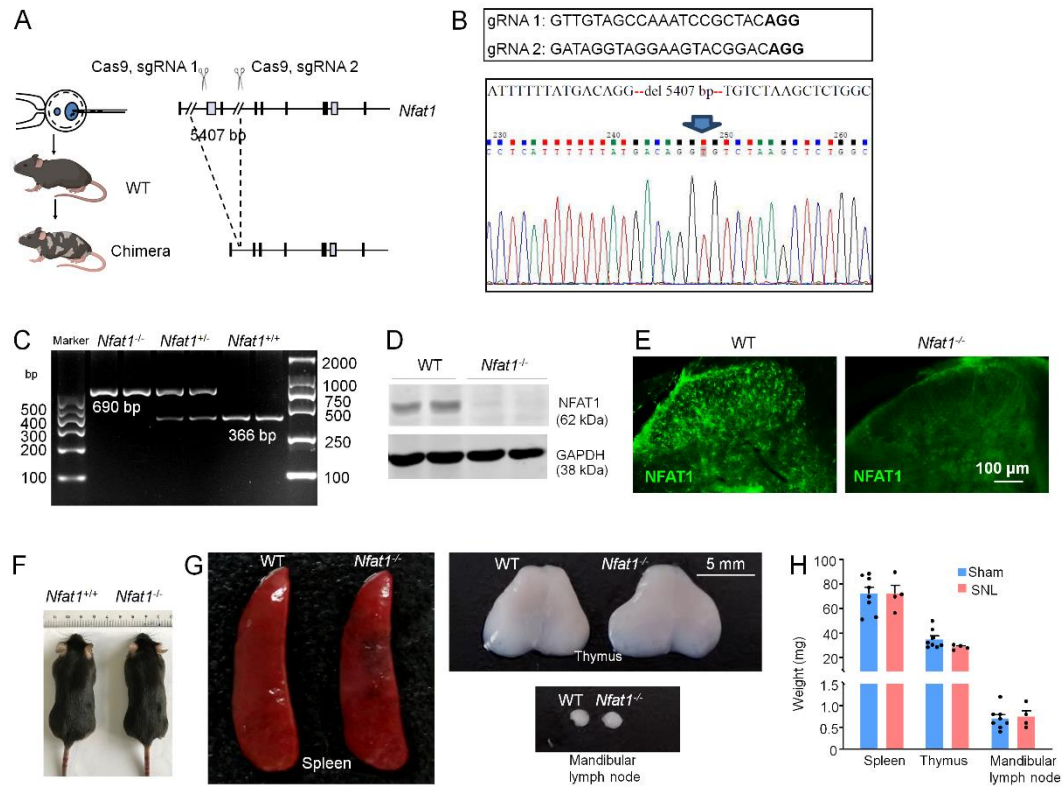 A
Cas9, sgRNA 1
Cas9, sgRNA 2
Nfat1
5407 bp
WT
Chimera
B
gRNA 1: GTTGTAGCCAAATCCGCTACAGG
gRNA 2: GATAGGTAGGAAGTACGGACAGG
ATTTTTTATGACAGG--del 5407 bp--TGTCTAAGCTCTGGC
230 240 250 260
CCTCATTTTTTATGACAGGTGTCTAAGCTCTGGC
C
Marker Nfat1-/- Nfat1+/- Nfat1+/+
bp
500
400
300
200
100
690 bp
366 bp
2000
1000
750
500
250
100
D
WT Nfat1-/-
NFAT1
(62 kDa)
GAPDH
(38 kDa)
E
WT Nfat1-/-
NFAT1
NFAT1
100 µm
F
Nfat1+/+ Nfat1-/-
G
WT Nfat1-/-
Spleen
WT Nfat1-/-
5 mm
Thymus
WT Nfat1-/-
Mandibular
lymph node
H
Sham
SNL
Weight (mg)
100
80
60
40
20
1.5
1.0
0.5
0
Spleen Thymus Mandibular
lymph node